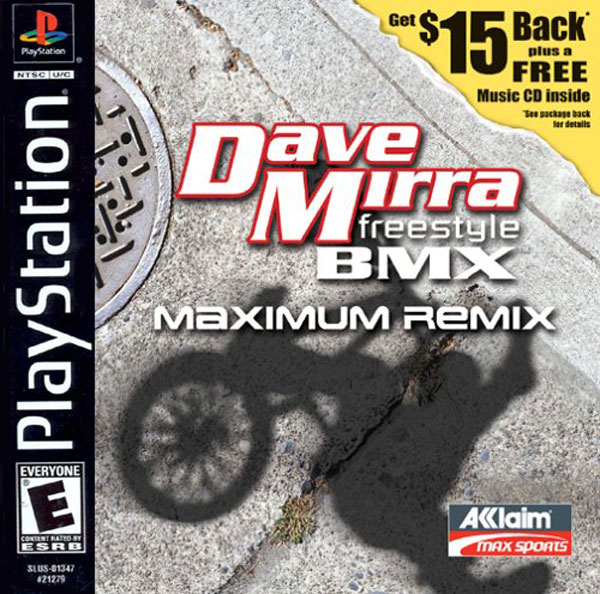 PlayStation
NTSC U/C
PlayStation
EVERYONE
E
CONTENT RATED BY
ESRB
SLUS-01347
#21279
Get $15 Back*
plus a
FREE
Music CD inside
*See package back
for details
Dave
Mirra
freestyle
BMX
MAXIMUM REMIX
AKlaim
MAX SPORTS